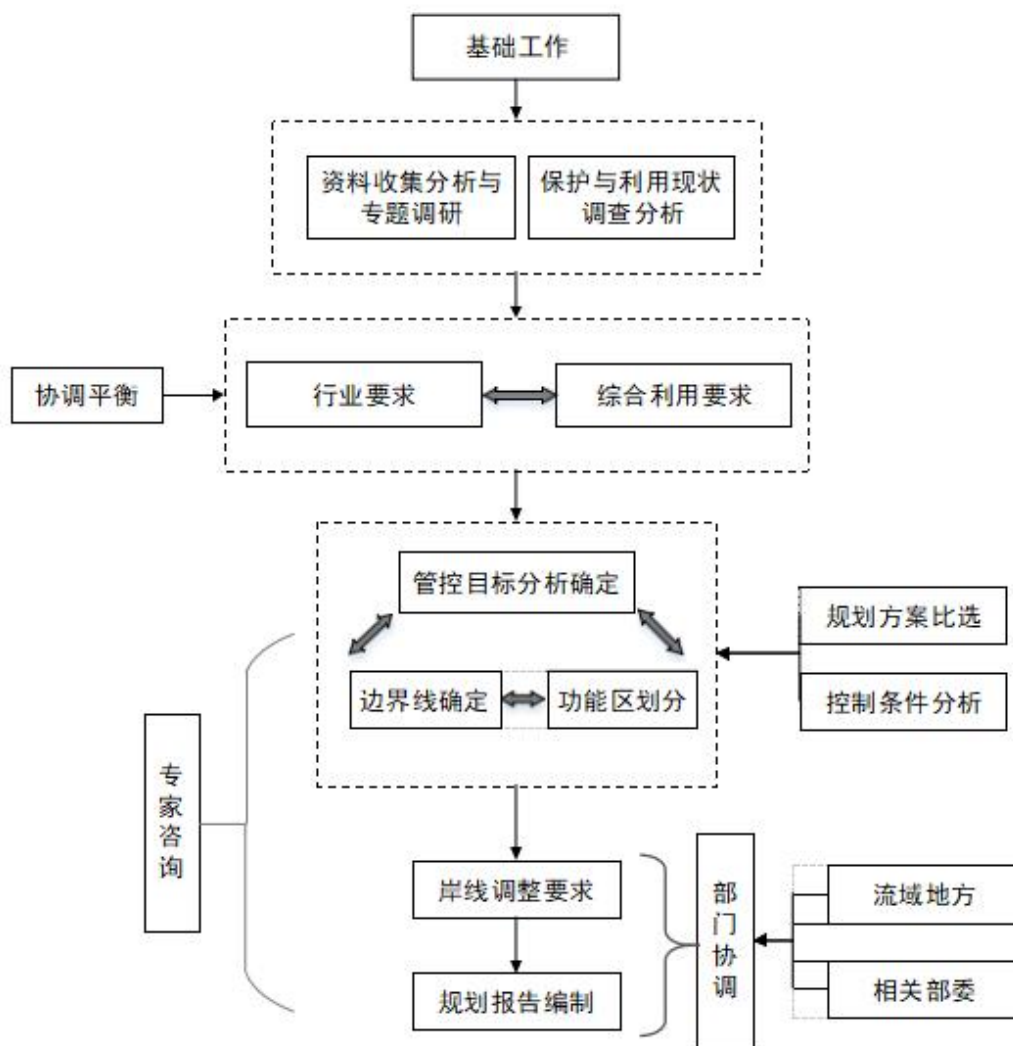 基础工作
资料收集分析与
专题调研
保护与利用现状
调查分析
协调平衡
行业要求
综合利用要求
管控目标分析确定
规划方案比选
边界线确定
功能区划分
控制条件分析
专家咨询
岸线调整要求
部门协调
流域地方
规划报告编制
相关部委